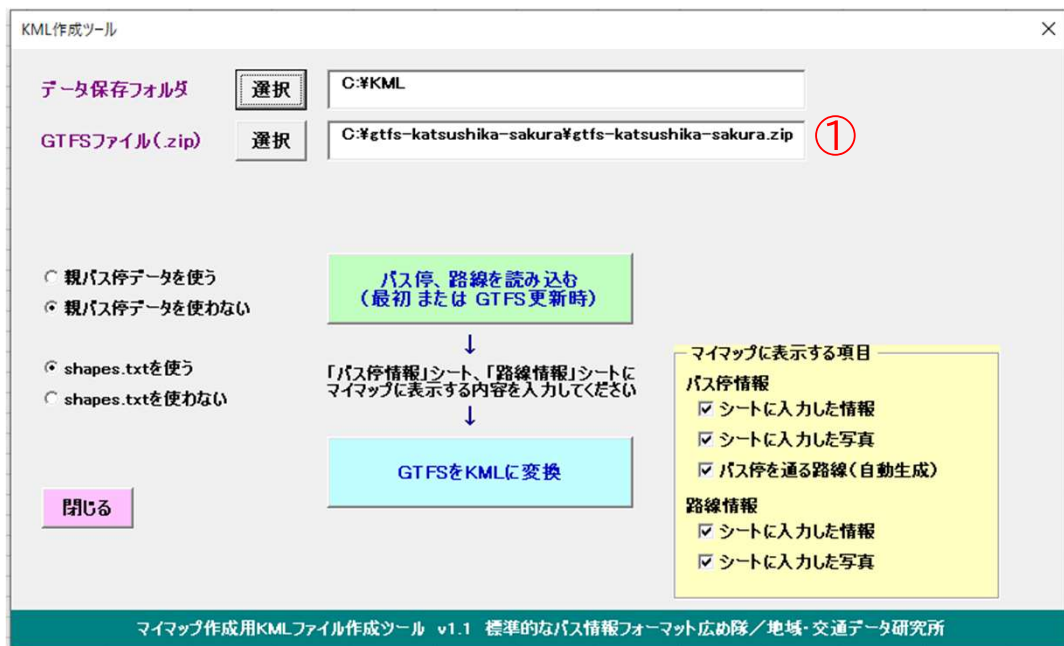 KML作成ツール
データ保存フォルダ 選択 C:¥KML
GTFSファイル(.zip) 選択 C:¥gtfs-katsushika-sakura¥gtfs-katsushika-sakura.zip ①
親バス停データを使う
親バス停データを使わない
shapes.txtを使う
shapes.txtを使わない
閉じる
バス停、路線を読み込む
(最初 または GTFS更新時)
↓
「バス停情報」シート、「路線情報」シートに
マイマップに表示する内容を入力してください
↓
GTFSをKMLに変換
マイマップに表示する項目
バス停情報
シートに入力した情報
シートに入力した写真
バス停を通る路線(自動生成)
路線情報
シートに入力した情報
シートに入力した写真
マイマップ作成用KMLファイル作成ツール v1.1 標準的なバス情報フォーマット広め隊/地域・交通データ研究所